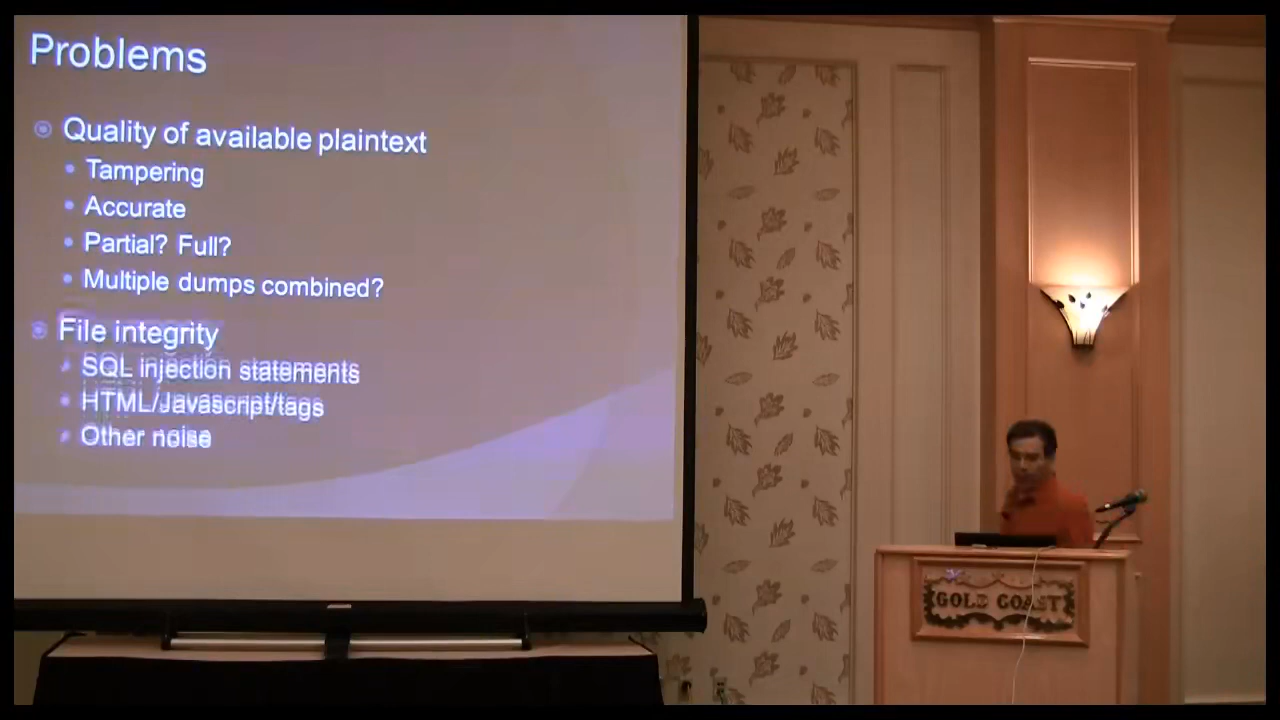 Problems
Quality of available plaintext
Tampering
Accurate
Partial? Full?
Multiple dumps combined?
File integrity
SQL injection statements
HTML/Javascript/tags
Other noise
GOLD COAST